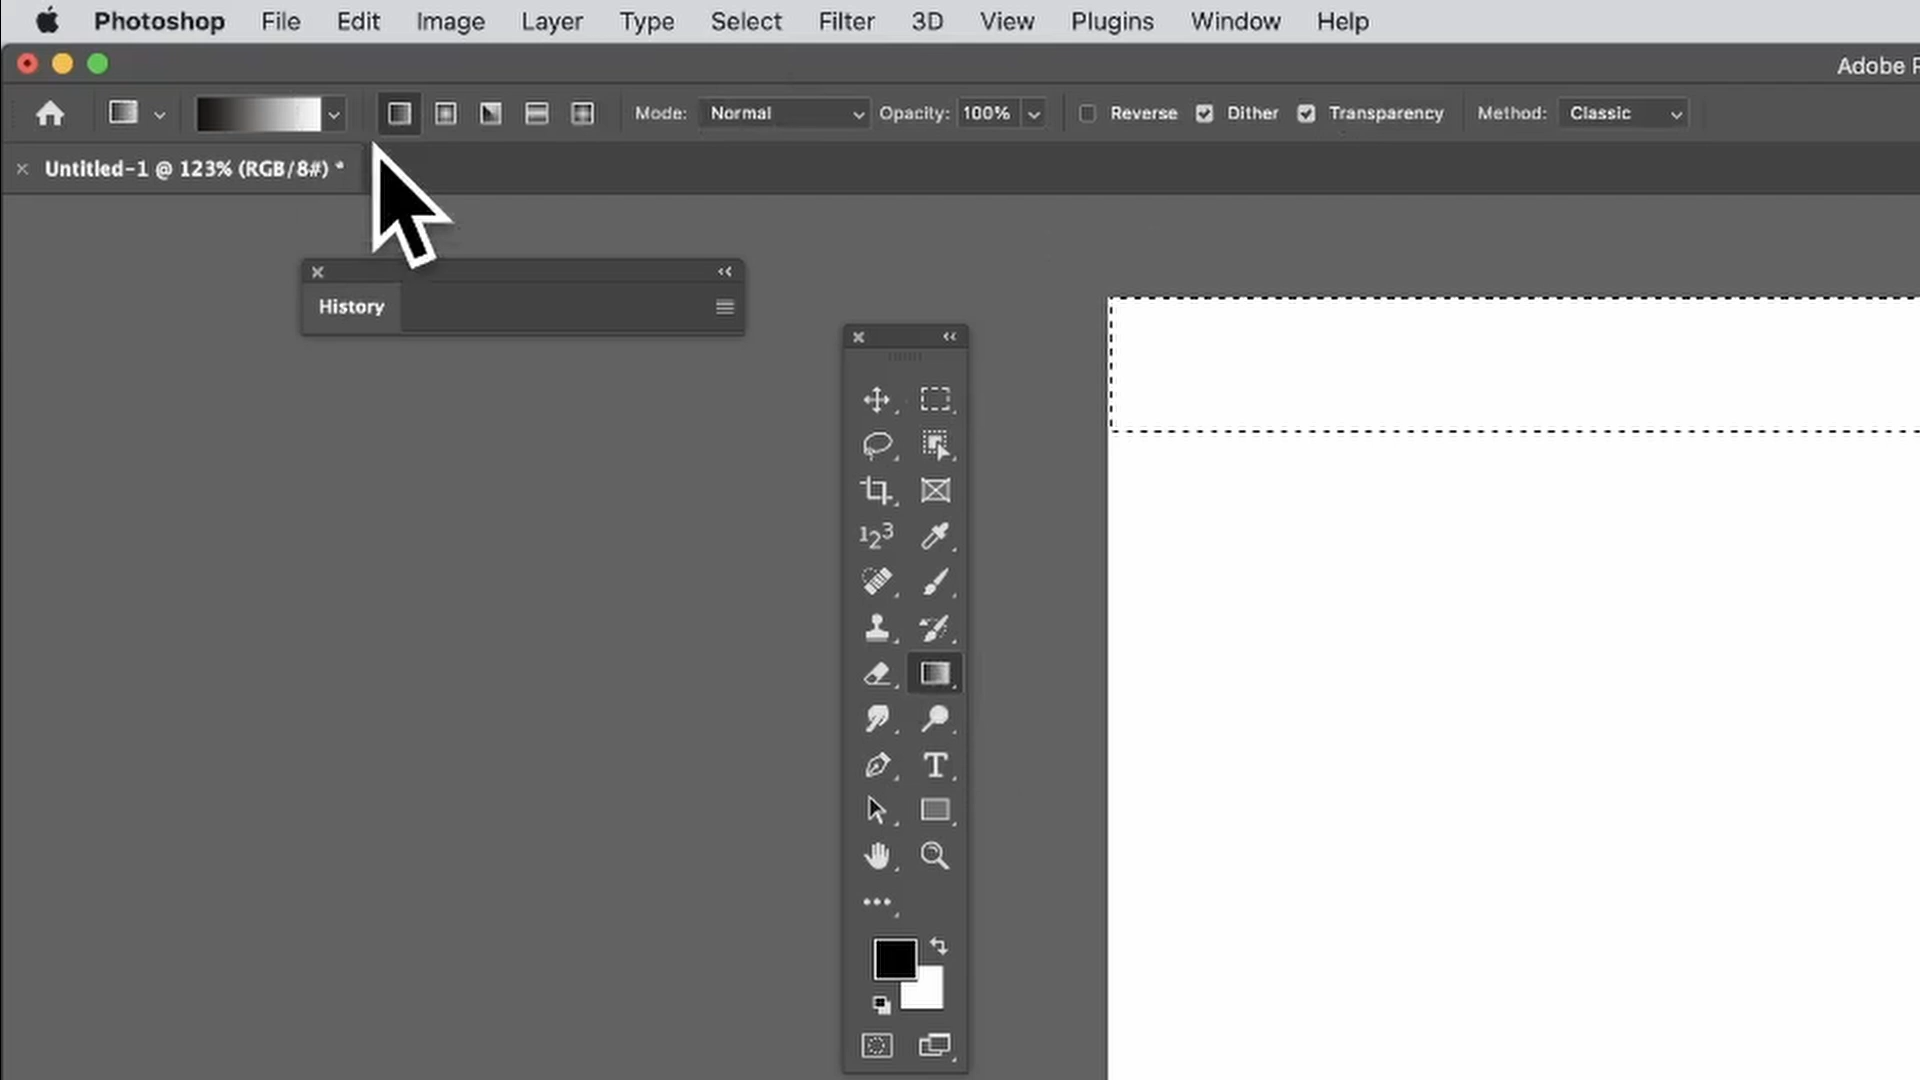 Photoshop File Edit Image Layer Type Select Filter 3D View Plugins Window Help
Adobe P
Mode: Normal Opacity: 100% Reverse Dither Transparency Method: Classic
Untitled-1 @ 123% (RGB/8#) *
History
123
T